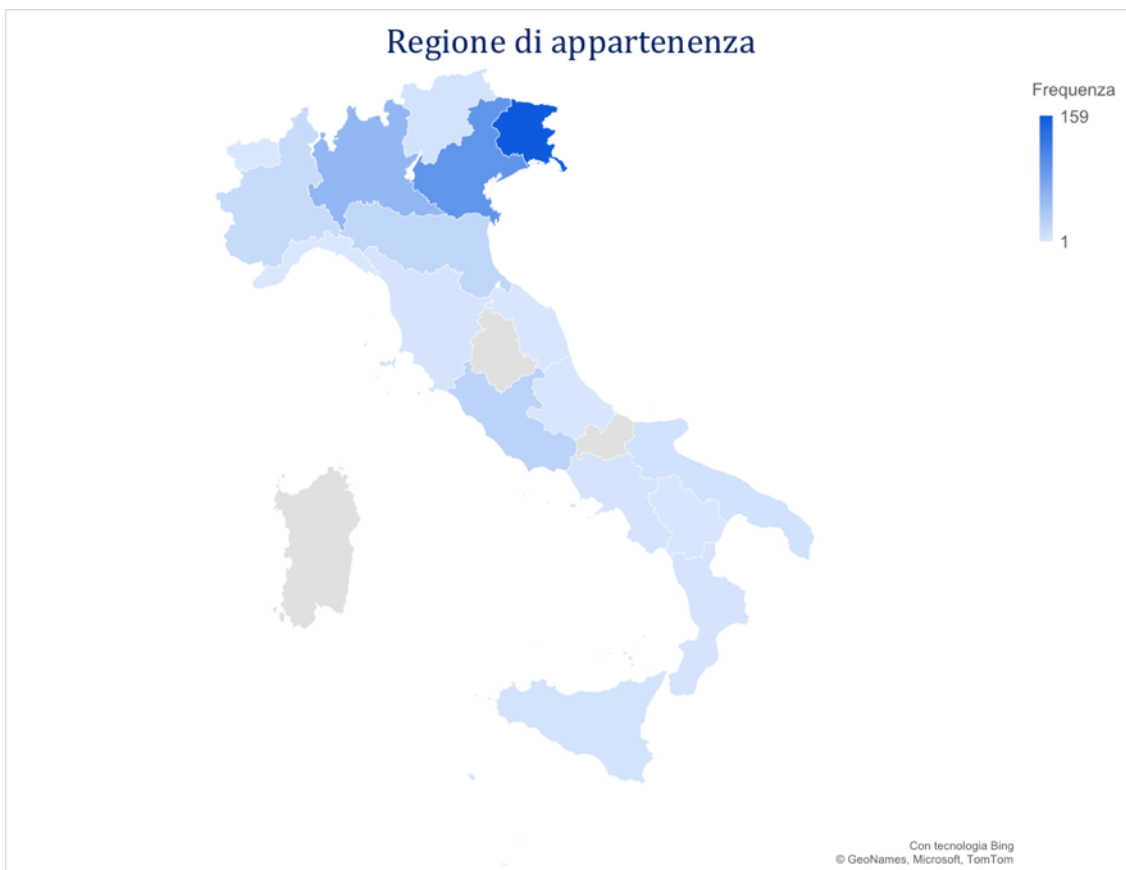 Regione di appartenenza
Frequenza
159
1
Con tecnologia Bing
© GeoNames, Microsoft, TomTom